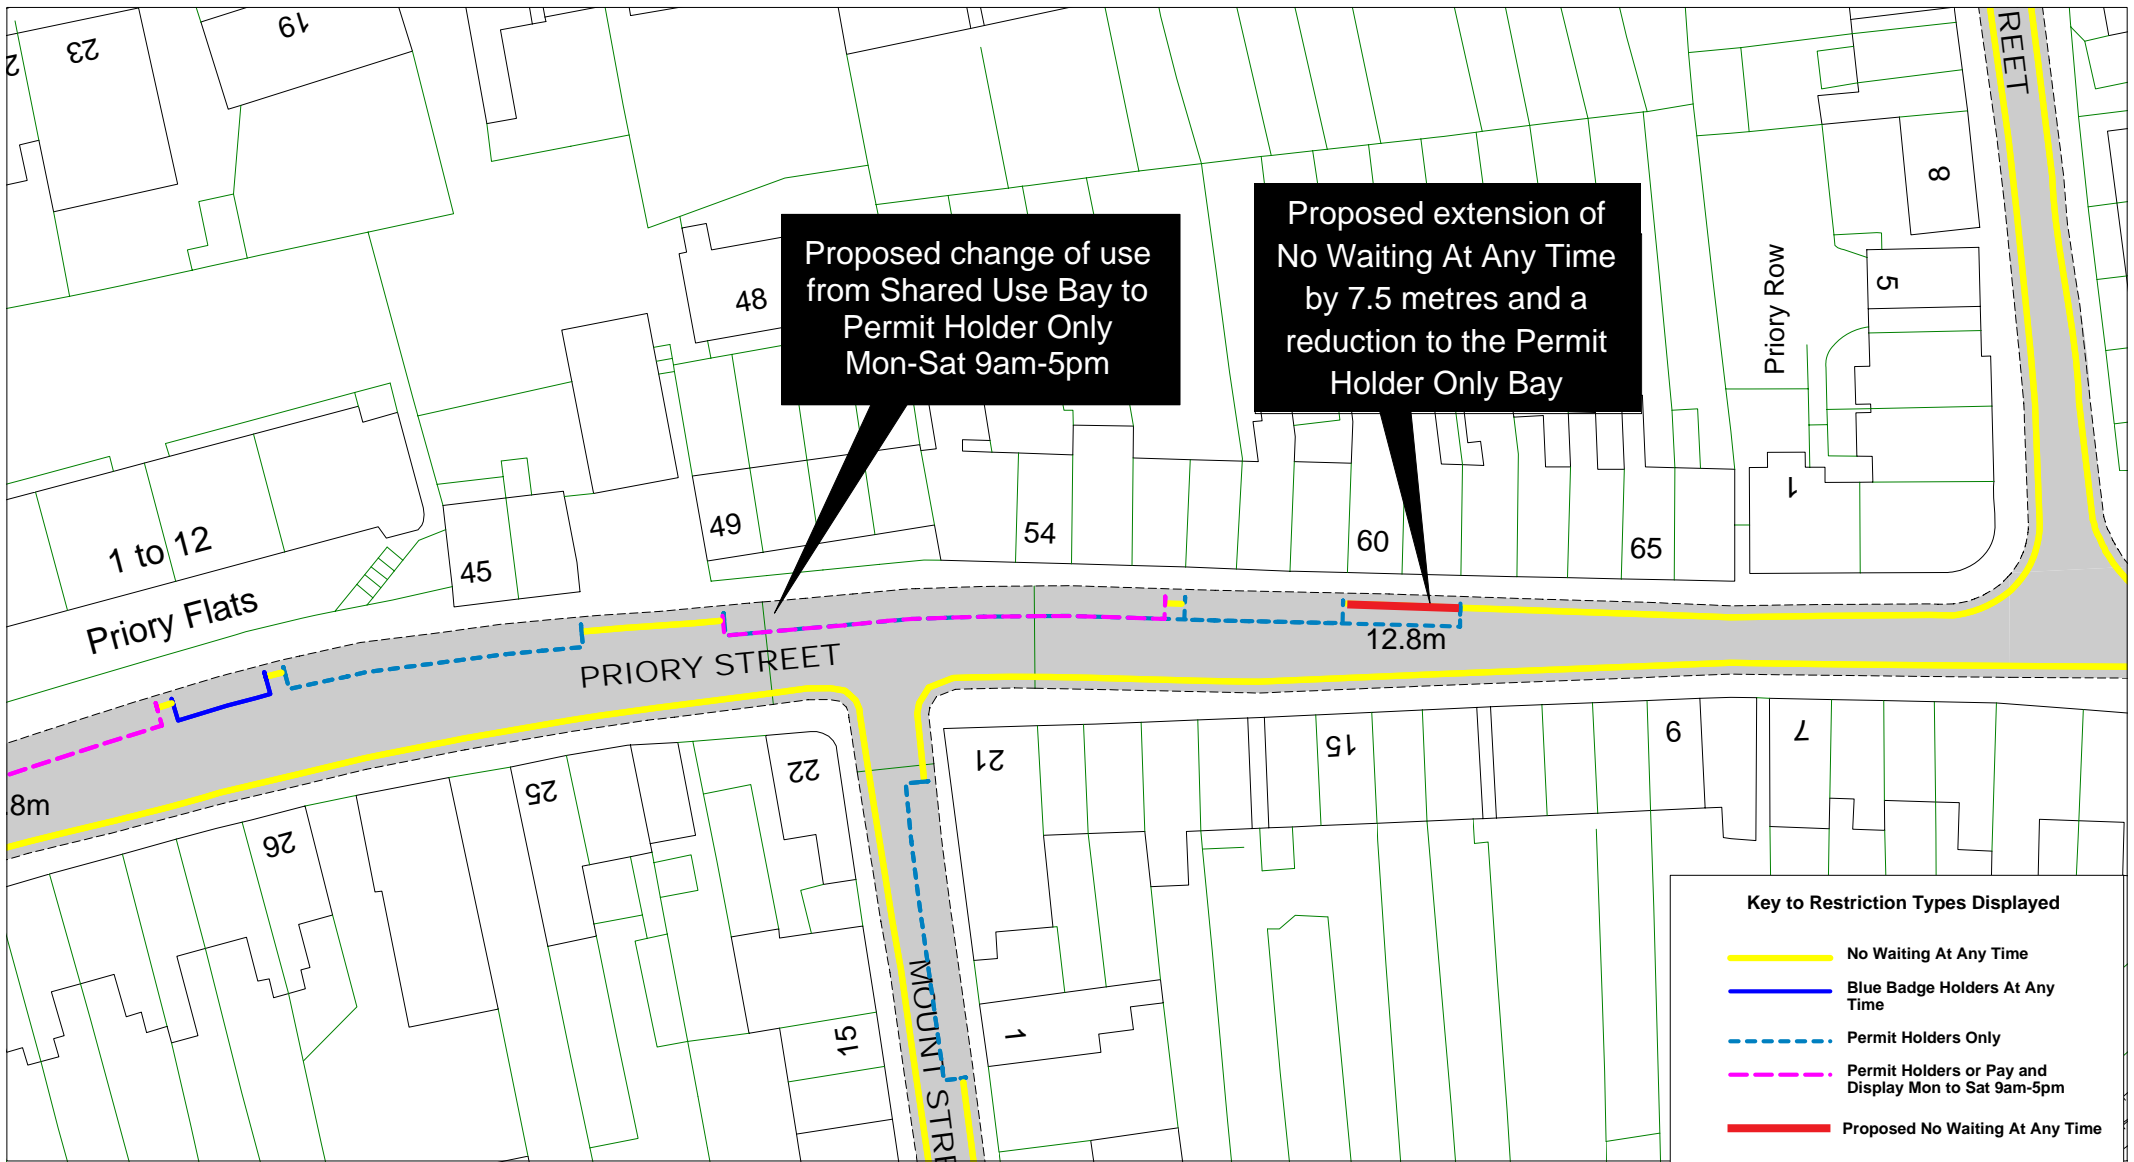 23
19
2
REET
8
Proposed change of use
from Shared Use Bay to
Permit Holder Only
Mon-Sat 9am-5pm
Proposed extension of
No Waiting At Any Time
by 7.5 metres and a
reduction to the Permit
Holder Only Bay
48
Priory Row
5
1 to 12
Priory Flats
45
49
54
60
65
1
PRIORY STREET
12.8m
.8m
26
25
22
21
15
9
7
MOUNT STRE
15
1
Key to Restriction Types Displayed
No Waiting At Any Time
Blue Badge Holders At Any
Time
Permit Holders Only
Permit Holders or Pay and
Display Mon to Sat 9am-5pm
Proposed No Waiting At Any Time